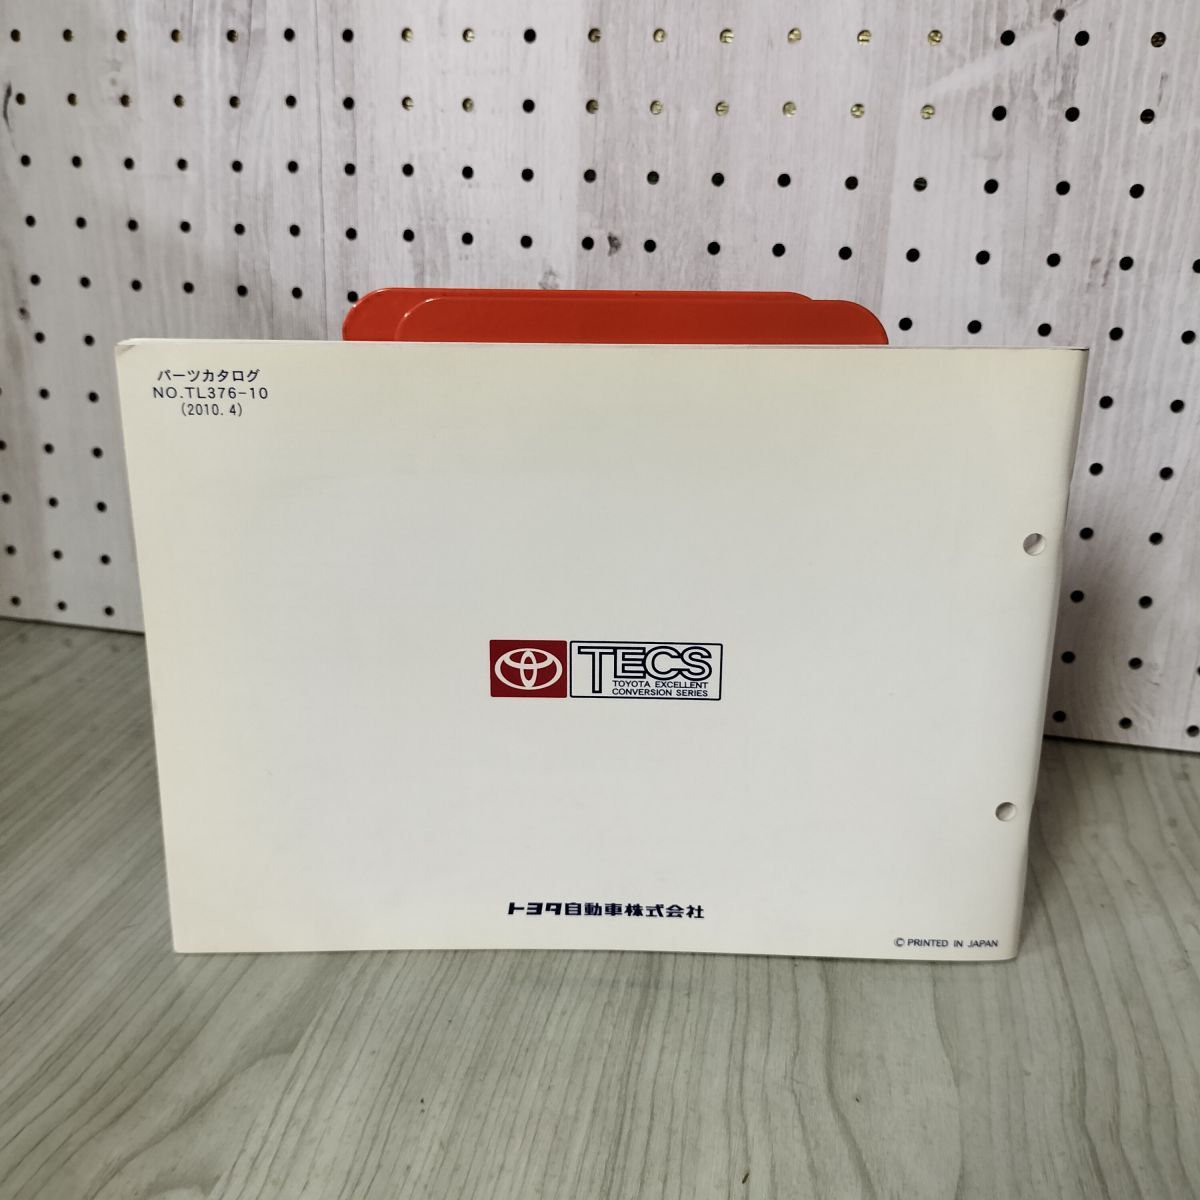 パーツカタログ
NO.TL376-10
(2010.4)
TECS
TOYOTA EXCELLENT
CONVERSION SERIES
トヨタ自動車株式会社
© PRINTED IN JAPAN